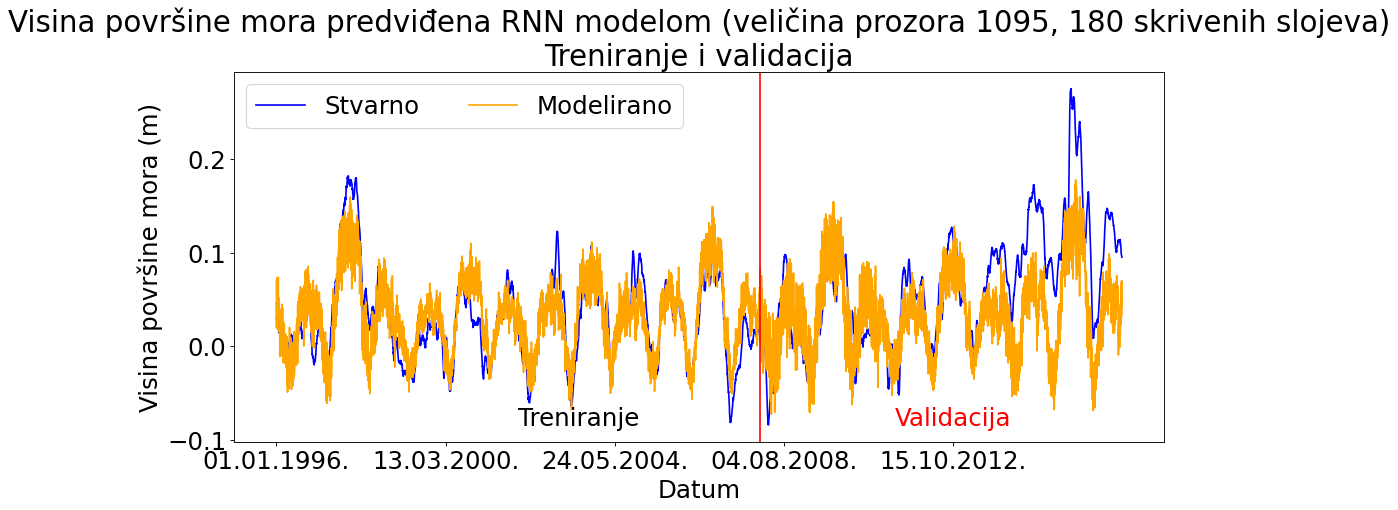 Visina površine mora predviđena RNN modelom (veličina prozora 1095, 180 skrivenih slojeva)
Treniranje i validacija
Stvarno
Modelirano
Visina površine mora (m)
0.2
0.1
0.0
−0.1
Treniranje
Validacija
01.01.1996.
13.03.2000.
24.05.2004.
04.08.2008.
15.10.2012.
Datum